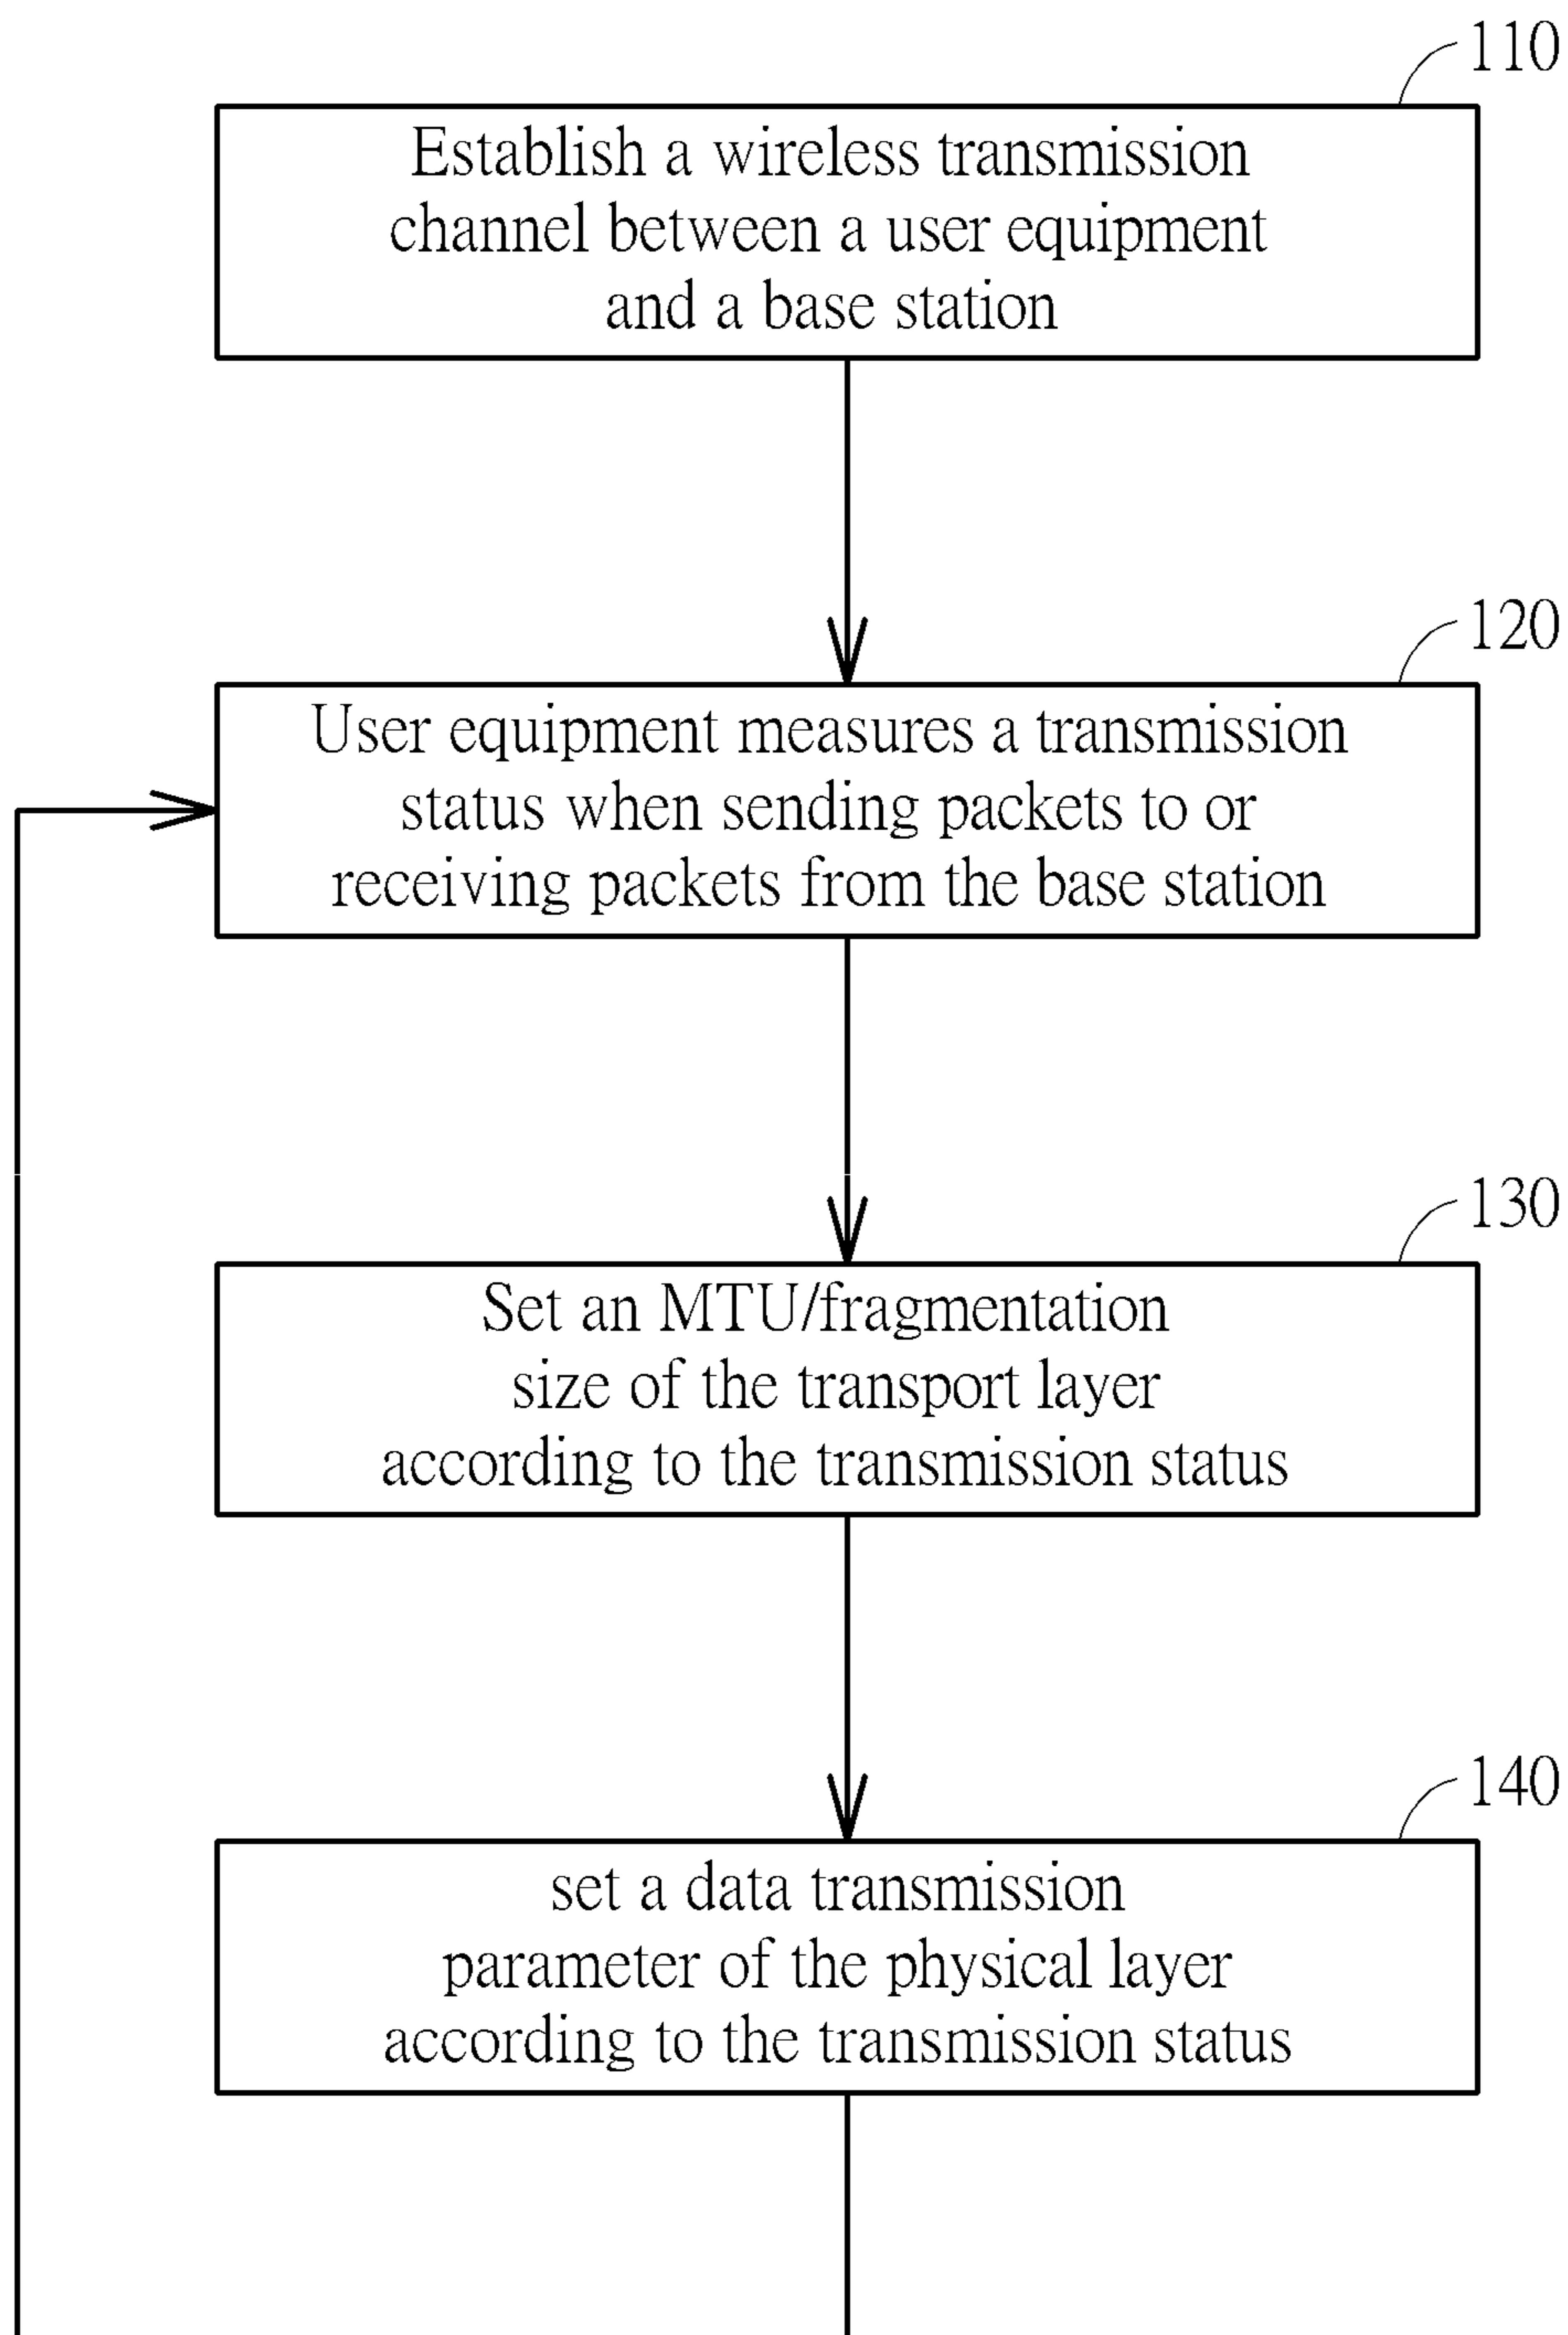 110
Establish a wireless transmission
channel between a user equipment
and a base station
120
User equipment measures a transmission
status when sending packets to or
receiving packets from the base station
130
Set an MTU/fragmentation
size of the transport layer
according to the transmission status
140
set a data transmission
parameter of the physical layer
according to the transmission status